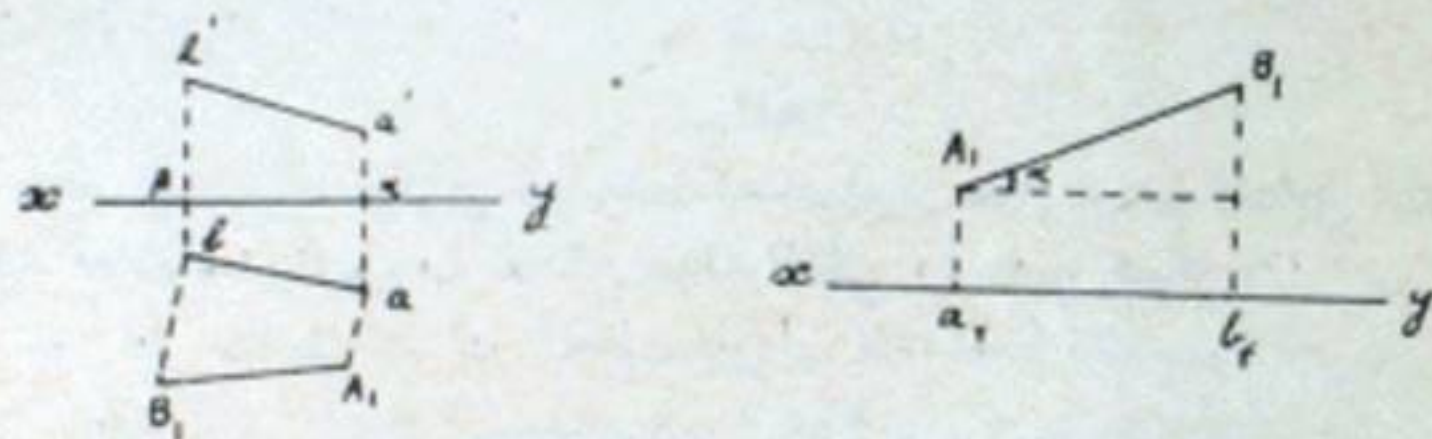 b'
a'
x β α y
b
a
B₁ A₁
B₁
A₁ α
x y
a₁ b₁